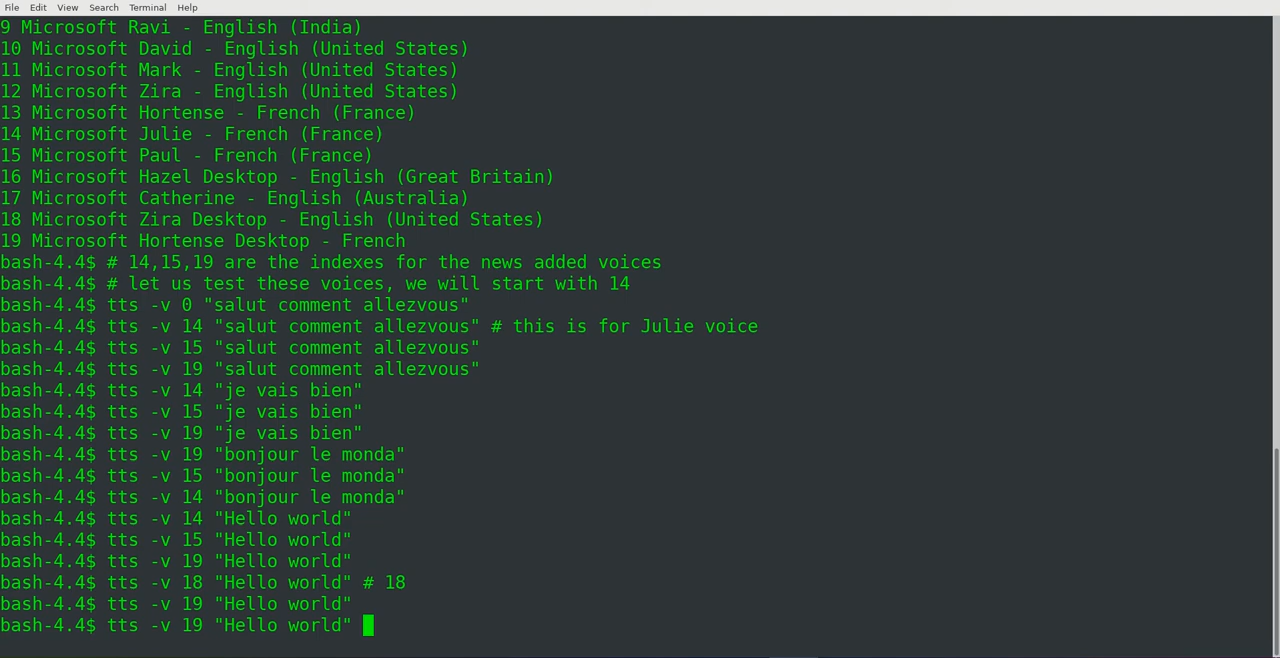 File Edit View Search Terminal Help
9 Microsoft Ravi - English (India)
10 Microsoft David - English (United States)
11 Microsoft Mark - English (United States)
12 Microsoft Zira - English (United States)
13 Microsoft Hortense - French (France)
14 Microsoft Julie - French (France)
15 Microsoft Paul - French (France)
16 Microsoft Hazel Desktop - English (Great Britain)
17 Microsoft Catherine - English (Australia)
18 Microsoft Zira Desktop - English (United States)
19 Microsoft Hortense Desktop - French
bash-4.4$ # 14,15,19 are the indexes for the news added voices
bash-4.4$ # let us test these voices, we will start with 14
bash-4.4$ tts -v 0 "salut comment allezvous"
bash-4.4$ tts -v 14 "salut comment allezvous" # this is for Julie voice
bash-4.4$ tts -v 15 "salut comment allezvous"
bash-4.4$ tts -v 19 "salut comment allezvous"
bash-4.4$ tts -v 14 "je vais bien"
bash-4.4$ tts -v 15 "je vais bien"
bash-4.4$ tts -v 19 "je vais bien"
bash-4.4$ tts -v 19 "bonjour le monda"
bash-4.4$ tts -v 15 "bonjour le monda"
bash-4.4$ tts -v 14 "bonjour le monda"
bash-4.4$ tts -v 14 "Hello world"
bash-4.4$ tts -v 15 "Hello world"
bash-4.4$ tts -v 19 "Hello world"
bash-4.4$ tts -v 18 "Hello world" # 18
bash-4.4$ tts -v 19 "Hello world"
bash-4.4$ tts -v 19 "Hello world"